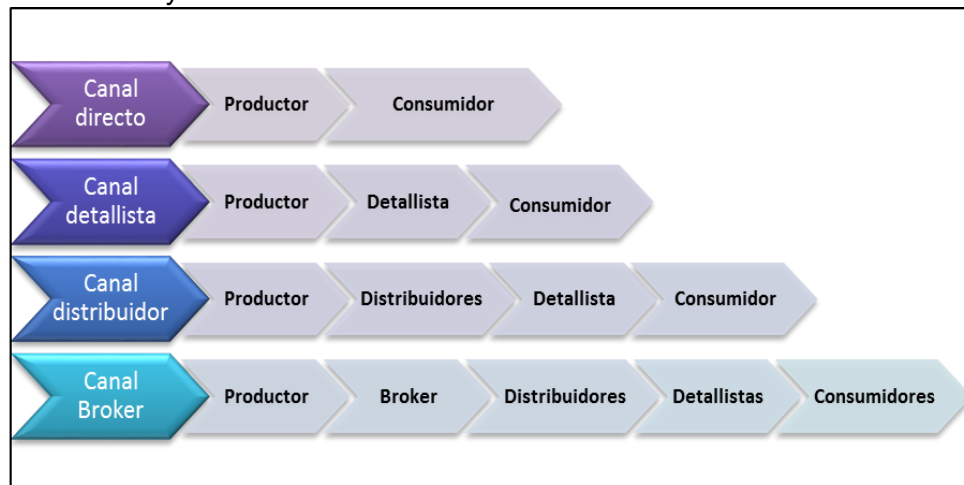 Canal
directo
Productor
Consumidor
Canal
detallista
Productor
Detallista
Consumidor
Canal
distribuidor
Productor
Distribuidores
Detallista
Consumidor
Canal
Broker
Productor
Broker
Distribuidores
Detallistas
Consumidores